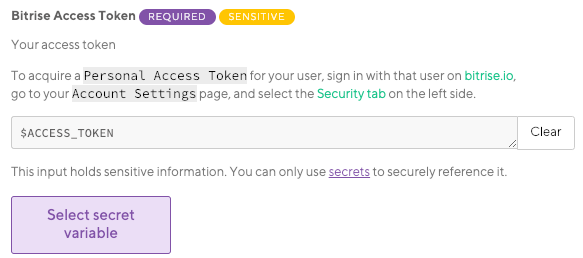 Bitrise Access Token REQUIRED SENSITIVE
Your access token
To acquire a Personal Access Token for your user, sign in with that user on bitrise.io,
go to your Account Settings page, and select the Security tab on the left side.
$ACCESS_TOKEN Clear
This input holds sensitive information. You can only use secrets to securely reference it.
Select secret
variable